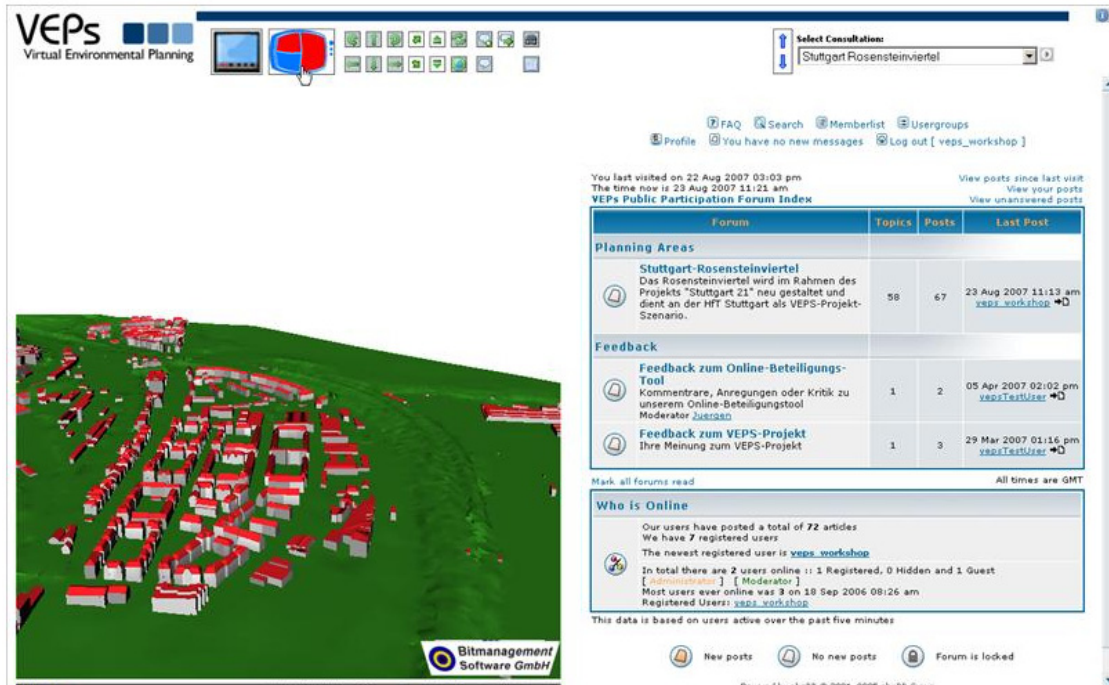 VEPs
Virtual Environmental Planning
Select Consultation:
Stuttgart Rosensteinviertel
FAQ Search Memberlist Usergroups
Profile You have no new messages Log out [ veps_workshop ]
You last visited on 22 Aug 2007 03:03 pm
The time now is 23 Aug 2007 11:21 am
VEPs Public Participation Forum Index
View posts since last visit
View your posts
View unanswered posts
Forum Topics Posts Last Post
Planning Areas
Stuttgart-Rosensteinviertel
Das Rosensteinviertel wird im Rahmen des
Projekts "Stuttgart 21" neu gestaltet und
dient an der HfT Stuttgart als VEPS-Projekt-
Szenario.
58 67
23 Aug 2007 11:13 am
veps_workshop
Feedback
Feedback zum Online-Beteiligungs-
Tool
Kommentrare, Anregungen oder Kritik zu
unserem Online-Beteiligungstool
Moderator Juergen
1 2
05 Apr 2007 02:02 pm
vepsTestUser
Feedback zum VEPS-Projekt
Ihre Meinung zum VEPS-Projekt
1 3
29 Mar 2007 01:16 pm
vepsTestUser
Mark all forums read All times are GMT
Who is Online
Our users have posted a total of 72 articles
We have 7 registered users
The newest registered user is veps_workshop
In total there are 2 users online :: 1 Registered, 0 Hidden and 1 Guest
[ Administrator ] [ Moderator ]
Most users ever online was 3 on 18 Sep 2006 08:26 am
Registered Users: veps_workshop
This data is based on users active over the past five minutes
New posts No new posts Forum is locked
Bitmanagement
Software GmbH